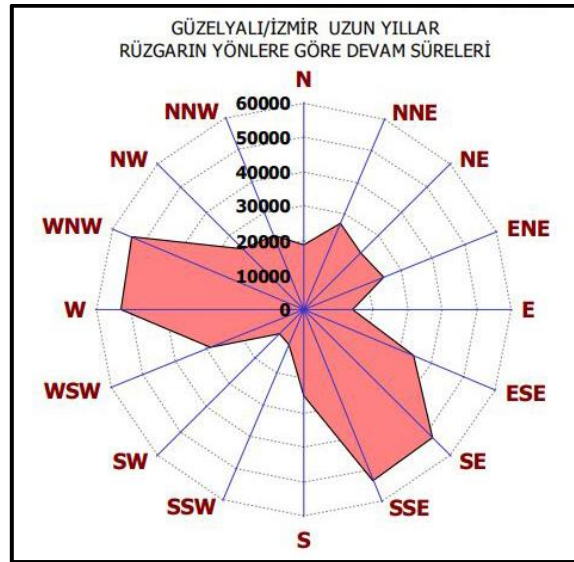 GÜZELYALI/İZMİR UZUN YILLAR
RÜZGARIN YÖNLERE GÖRE DEVAM SÜRELERİ
N
NNW
60000
NNE
50000
NW
NE
40000
30000
WNW
ENE
20000
10000
W
0
E
WSW
ESE
SW
SE
SSW
SSE
S